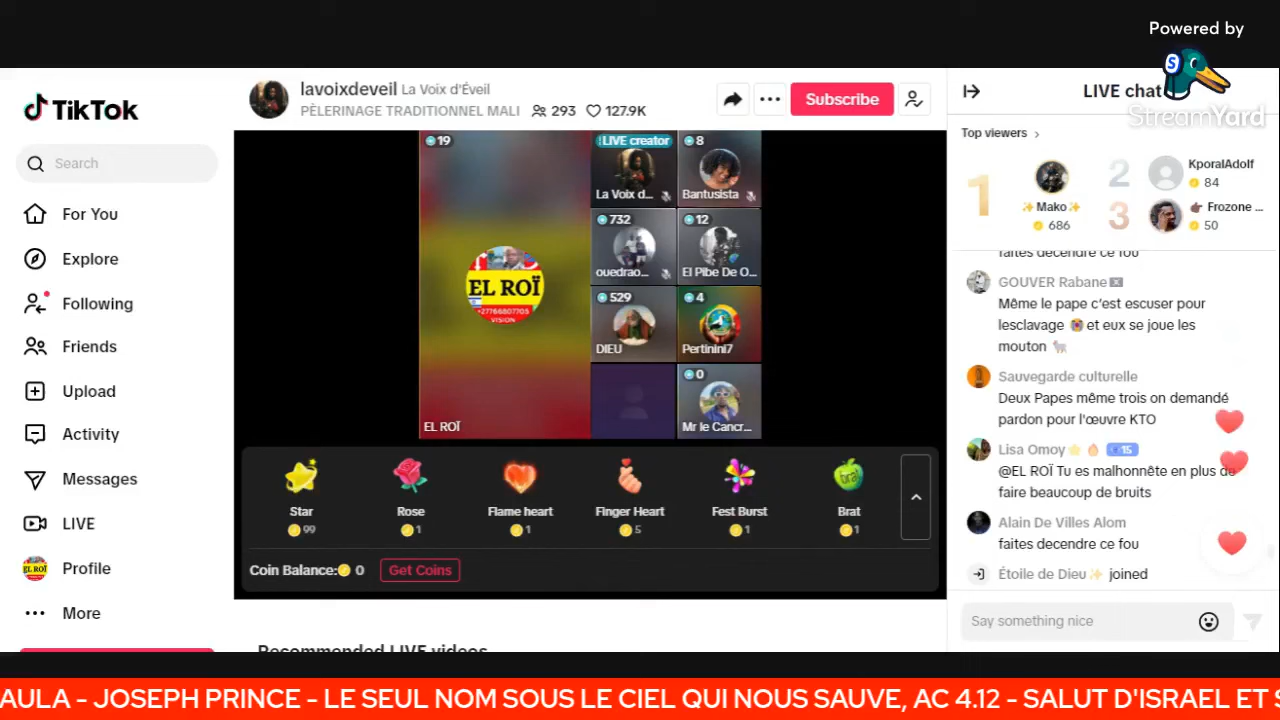 Powered by
StreamYard
TikTok
Search
For You
Explore
Following
Friends
Upload
Activity
Messages
LIVE
Profile
More
lavoixdeveil La Voix d'Éveil
PÈLERINAGE TRADITIONNEL MALI 293 127.9K
Subscribe
19
LIVE creator
La Voix d...
8
Bantusista
732
ouedrao...
12
El Pibe De O...
529
DIEU
4
Pertinini7
0
Mr le Cancr...
EL ROÏ
+27766807703
VISION
EL ROÏ
Star
99
Rose
1
Flame heart
1
Finger Heart
5
Fest Burst
1
Brat
1
Coin Balance: 0 Get Coins
Recommended LIVE videos
LIVE chat
Top viewers
1
Mako
686
2
KporalAdolf
84
3
Frozone ...
50
faites decendre ce fou
GOUVER Rabane
Même le pape c'est escuser pour
lesclavage et eux se joue les
mouton
Sauvegarde culturelle
Deux Papes même trois on demandé
pardon pour l'œuvre KTO
Lisa Omoy 15
@EL ROÏ Tu es malhonnête en plus de
faire beaucoup de bruits
Alain De Villes Alom
faites decendre ce fou
Étoile de Dieu joined
Say something nice
AULA - JOSEPH PRINCE - LE SEUL NOM SOUS LE CIEL QUI NOUS SAUVE, AC 4.12 - SALUT D'ISRAEL ET S